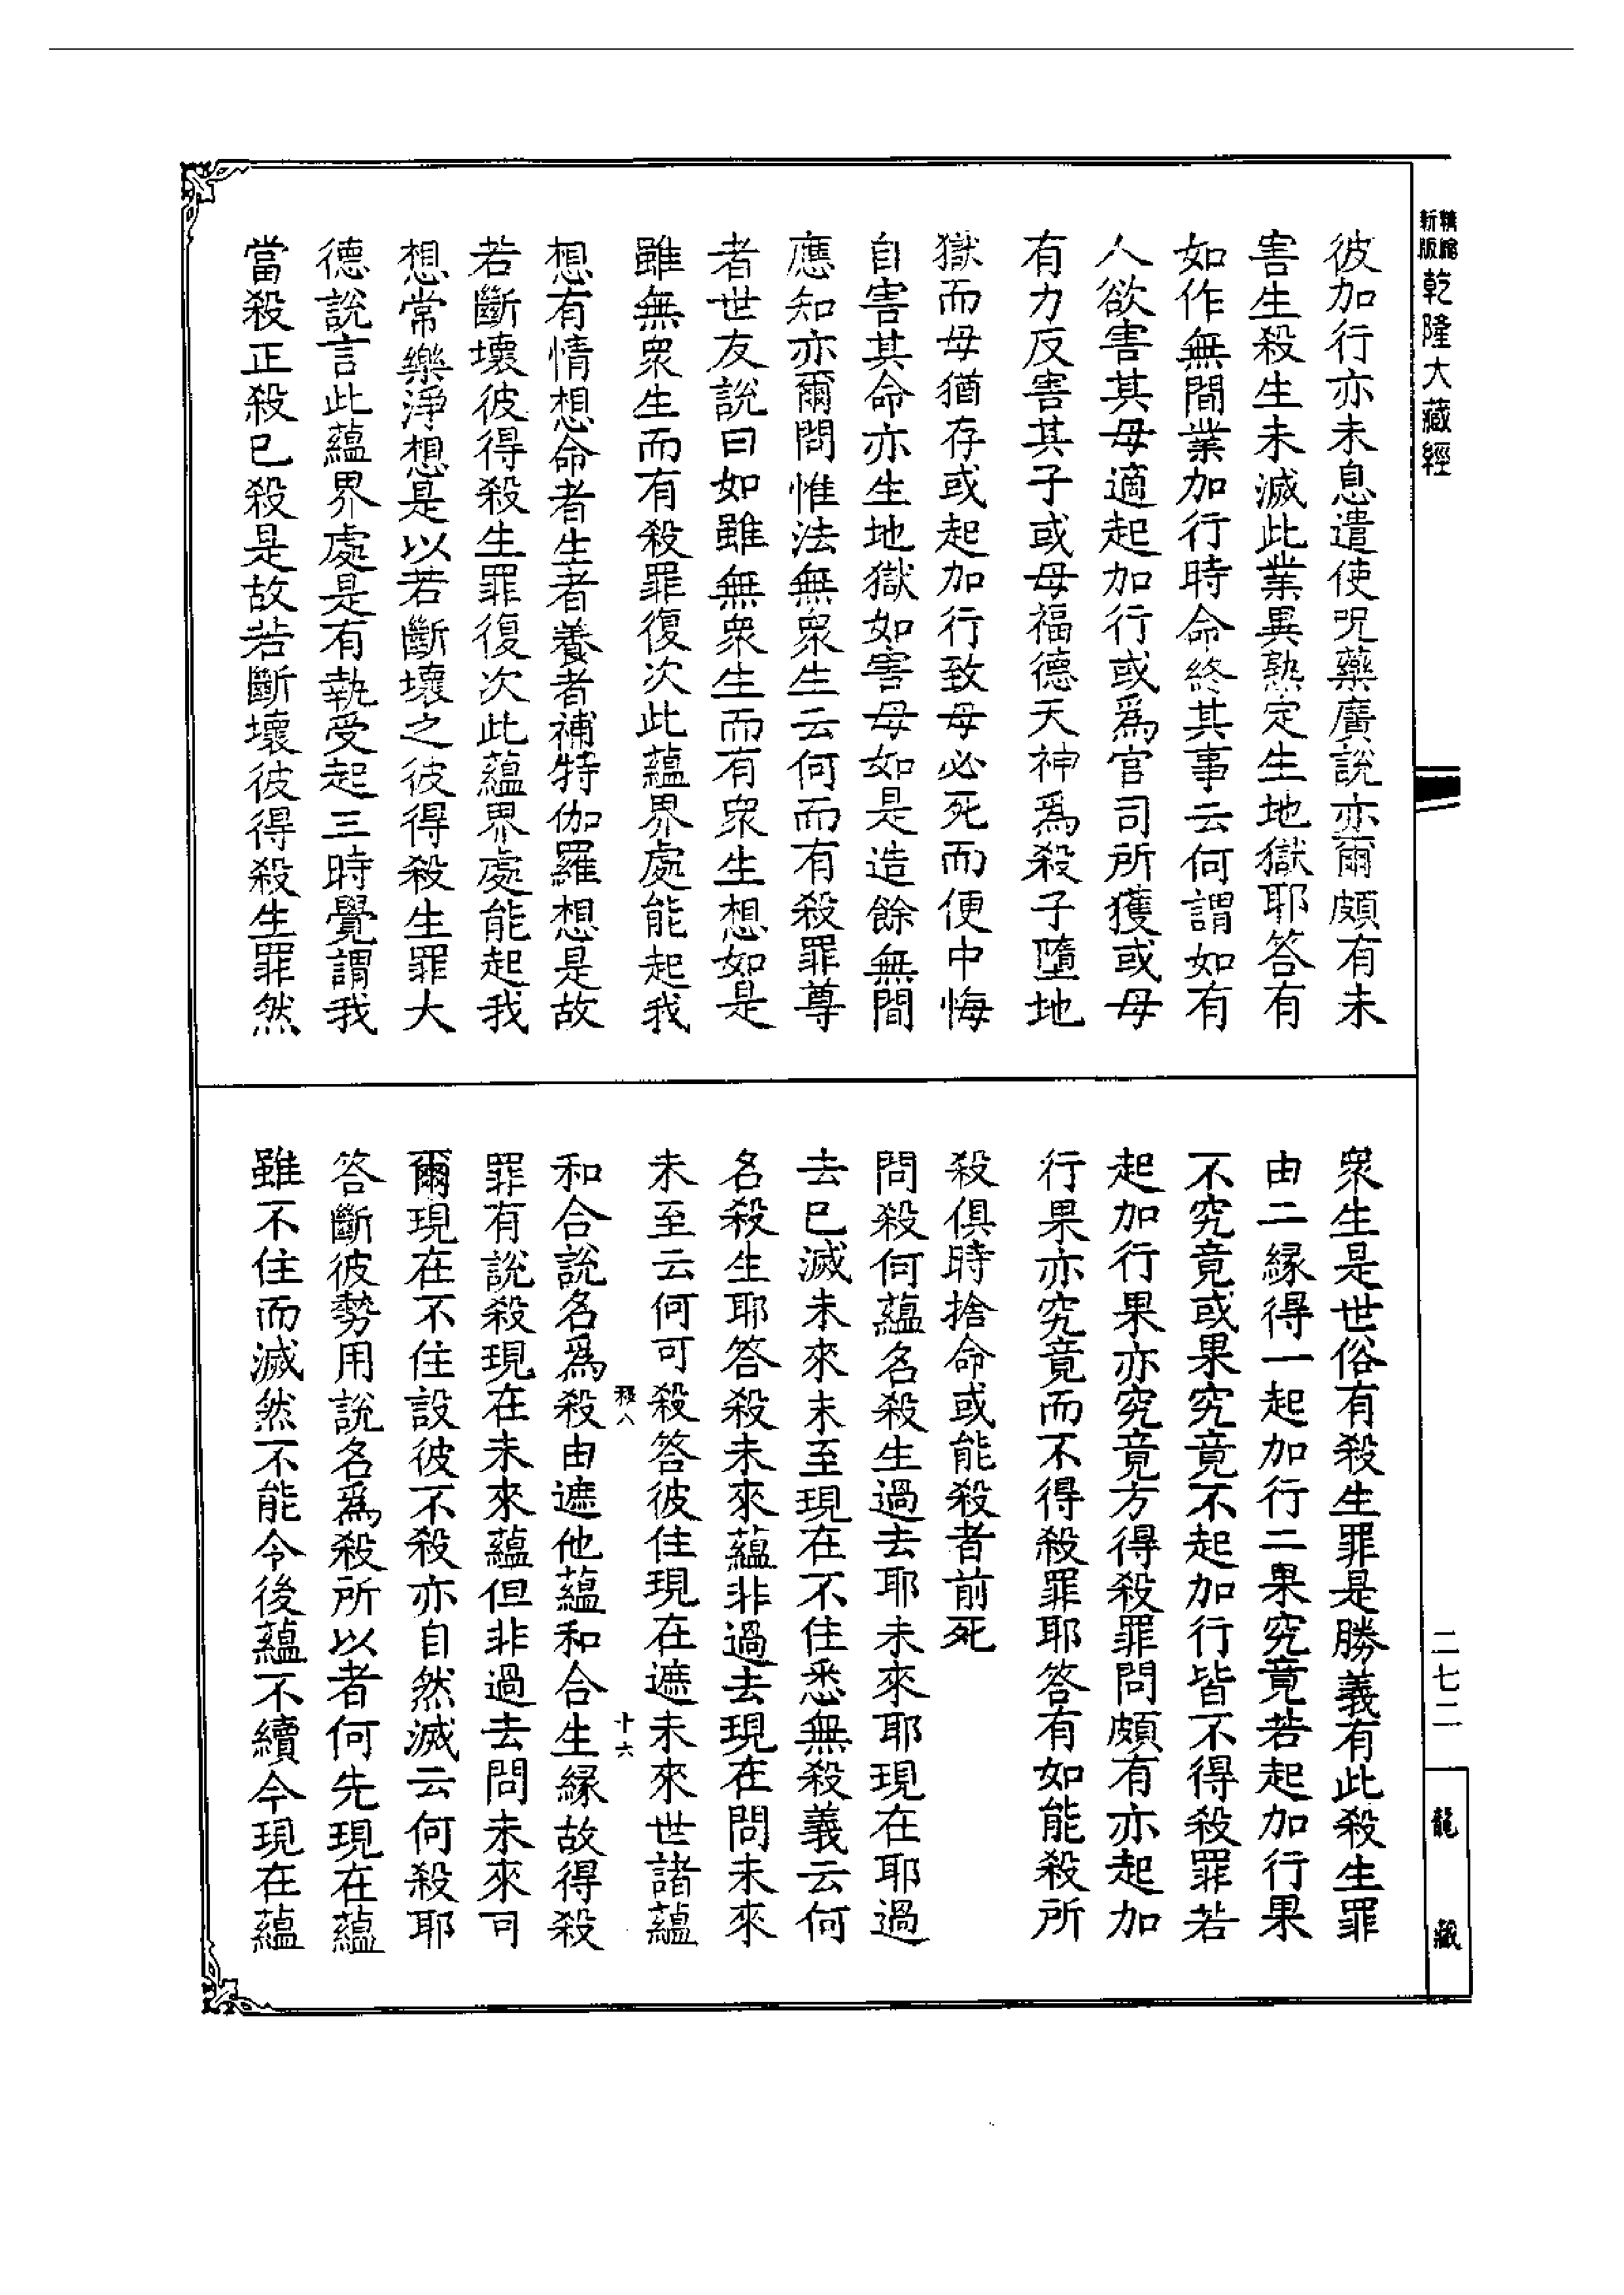 精縮
新版
乾隆大藏經
彼加行亦未息遣使呪藥廣說亦爾頗有未
害生殺生未滅此業異熟定生地獄耶答有
如作無間業加行時命終其事云何謂如有
人欲害其母適起加行或爲官司所獲或母
有力反害其子或母福德天神爲殺子墮地
獄而母猶存或起加行致母必死而便中悔
自害其命亦生地獄如害母如是造餘無間
應知亦爾問惟法無衆生云何而有殺罪尊
者世友說曰如雖無衆生而有衆生想如是
雖無衆生而有殺罪復次此蘊界處能起我
想有情想命者生者養者補特伽羅想是故
若斷壞彼得殺生罪復次此蘊界處能起我
想常樂淨想是以若斷壞之彼得殺生罪大
德說言此蘊界處是有執受起三時覺謂我
當殺正殺已殺是故若斷壞彼得殺生罪然
衆生是世俗有殺生罪是勝義有此殺生罪
由二緣得一起加行二果究竟若起加行果
不究竟或果究竟不起加行皆不得殺罪若
起加行果亦究竟方得殺罪問頗有亦起加
行果亦究竟而不得殺罪耶答有如能殺所
殺俱時捨命或能殺者前死
問殺何蘊名殺生過去耶未來耶現在耶過
去已滅未來未至現在不住悉無殺義云何
名殺生耶答殺未來蘊非過去現在問未來
未至云何可殺答彼住現在遮未來世諸蘊
和合說名爲殺由遮他蘊和合生緣故得殺
罪有說殺現在未來蘊但非過去問未來可
爾現在不住設彼不殺亦自然滅云何殺耶
答斷彼勢用說名爲殺所以者何先現在蘊
雖不住而滅然不能令後蘊不續今現在蘊
十六
二七二
龍藏